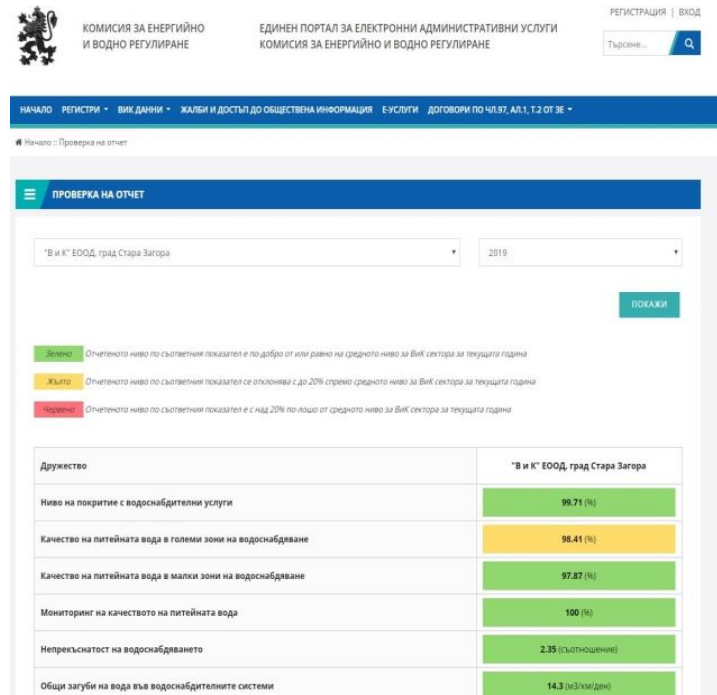 РЕГИСТРАЦИЯ | ВХОД
КОМИСИЯ ЗА ЕНЕРГИЙНО
И ВОДНО РЕГУЛИРАНЕ
ЕДИНЕН ПОРТАЛ ЗА ЕЛЕКТРОННИ АДМИНИСТРАТИВНИ УСЛУГИ
КОМИСИЯ ЗА ЕНЕРГИЙНО И ВОДНО РЕГУЛИРАНЕ
Търсене...
НАЧАЛО РЕГИСТРИ ВИК ДАННИ ЖАЛБИ И ДОСТЪП ДО ОБЩЕСТВЕНА ИНФОРМАЦИЯ Е-УСЛУГИ ДОГОВОРИ ПО ЧЛ.97, АЛ.1, Т.2 ОТ ЗЕ
Начало :: Проверка на отчет
ПРОВЕРКА НА ОТЧЕТ
"В и К" ЕООД, град Стара Загора 2019
ПОКАЖИ
Зелено Отчетеното ниво по съответния показател е по-добро от или равно на средното ниво за ВиК сектора за текущата година
Жълто Отчетеното ниво по съответния показател се отклонява с до 20% спрямо средното ниво за ВиК сектора за текущата година
Червено Отчетеното ниво по съответния показател е с над 20% по-лошо от средното ниво за ВиК сектора за текущата година
Дружество "В и К" ЕООД, град Стара Загора
Ниво на покритие с водоснабдителни услуги 99.71 (%)
Качество на питейната вода в големи зони на водоснабдяване 98.41 (%)
Качество на питейната вода в малки зони на водоснабдяване 97.87 (%)
Мониторинг на качеството на питейната вода 100 (%)
Непрекъснатост на водоснабдяването 2.35 (съотношение)
Общи загуби на вода във водоснабдителните системи 14.3 (м3/км/ден)